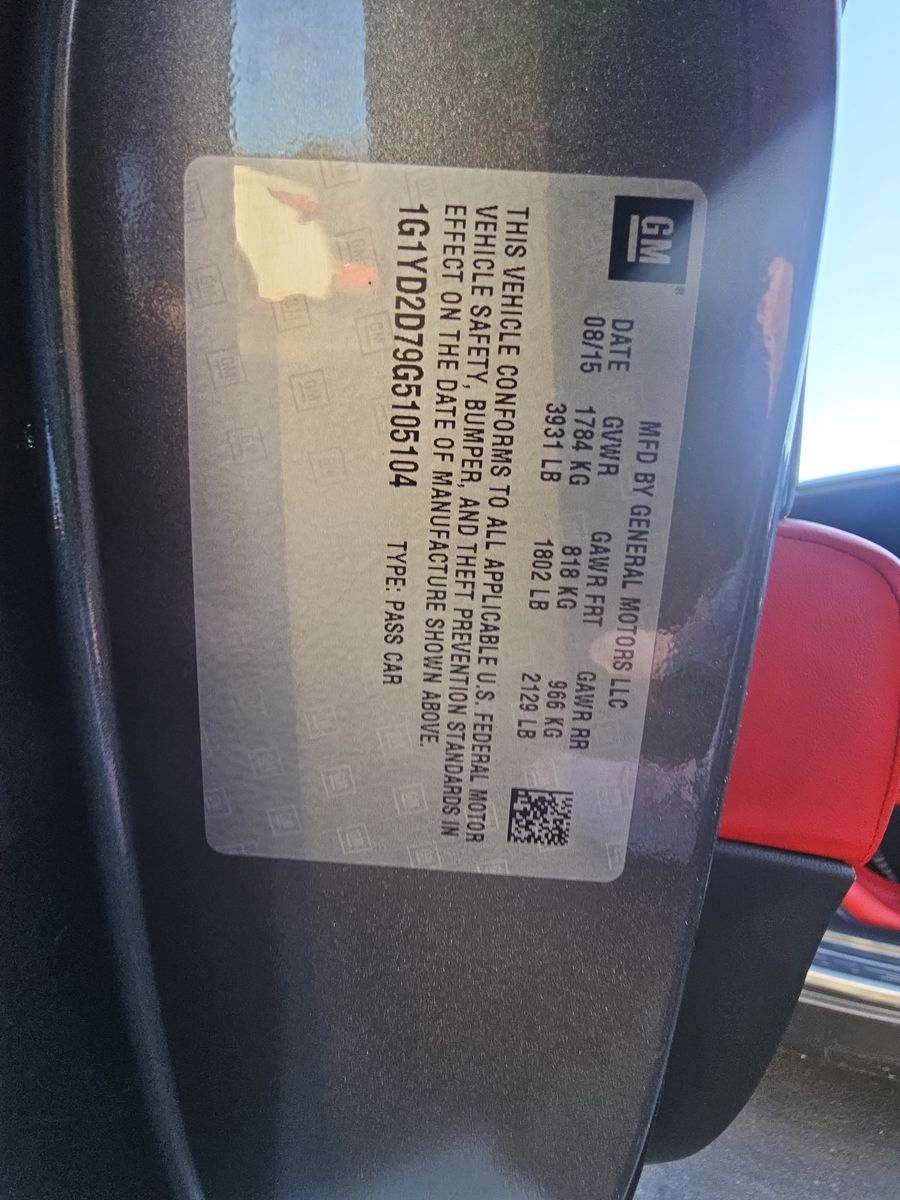 GM
®
MFD BY GENERAL MOTORS LLC
DATE GVWR GAWR FRT GAWR RR
08/15 1784 KG 818 KG 966 KG
3931 LB 1802 LB 2129 LB
THIS VEHICLE CONFORMS TO ALL APPLICABLE U.S. FEDERAL MOTOR
VEHICLE SAFETY, BUMPER, AND THEFT PREVENTION STANDARDS IN
EFFECT ON THE DATE OF MANUFACTURE SHOWN ABOVE.
1G1YD2D79G5105104 TYPE: PASS CAR